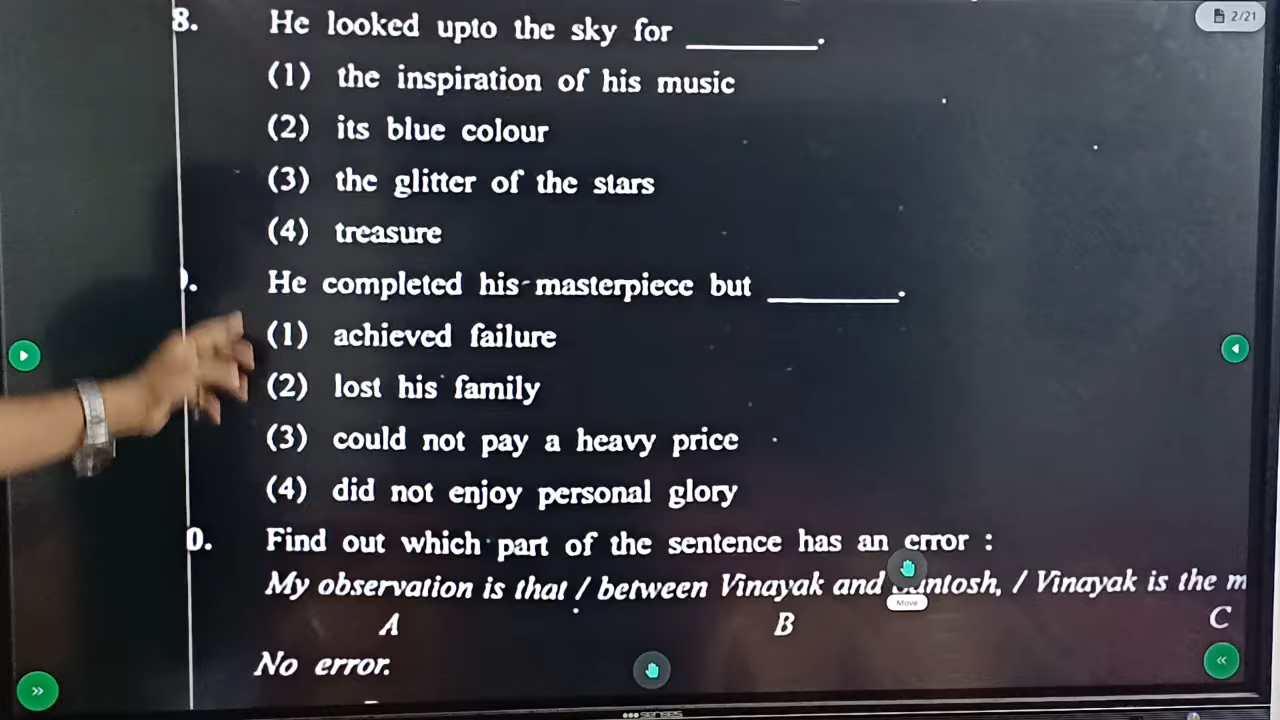 2/21
8. He looked upto the sky for ________.
(1) the inspiration of his music
(2) its blue colour
(3) the glitter of the stars
(4) treasure
He completed his masterpiece but ________.
(1) achieved failure
(2) lost his family
(3) could not pay a heavy price
(4) did not enjoy personal glory
0. Find out which part of the sentence has an error :
My observation is that / between Vinayak and / Vinayak is the m
A B C
No error.
Move